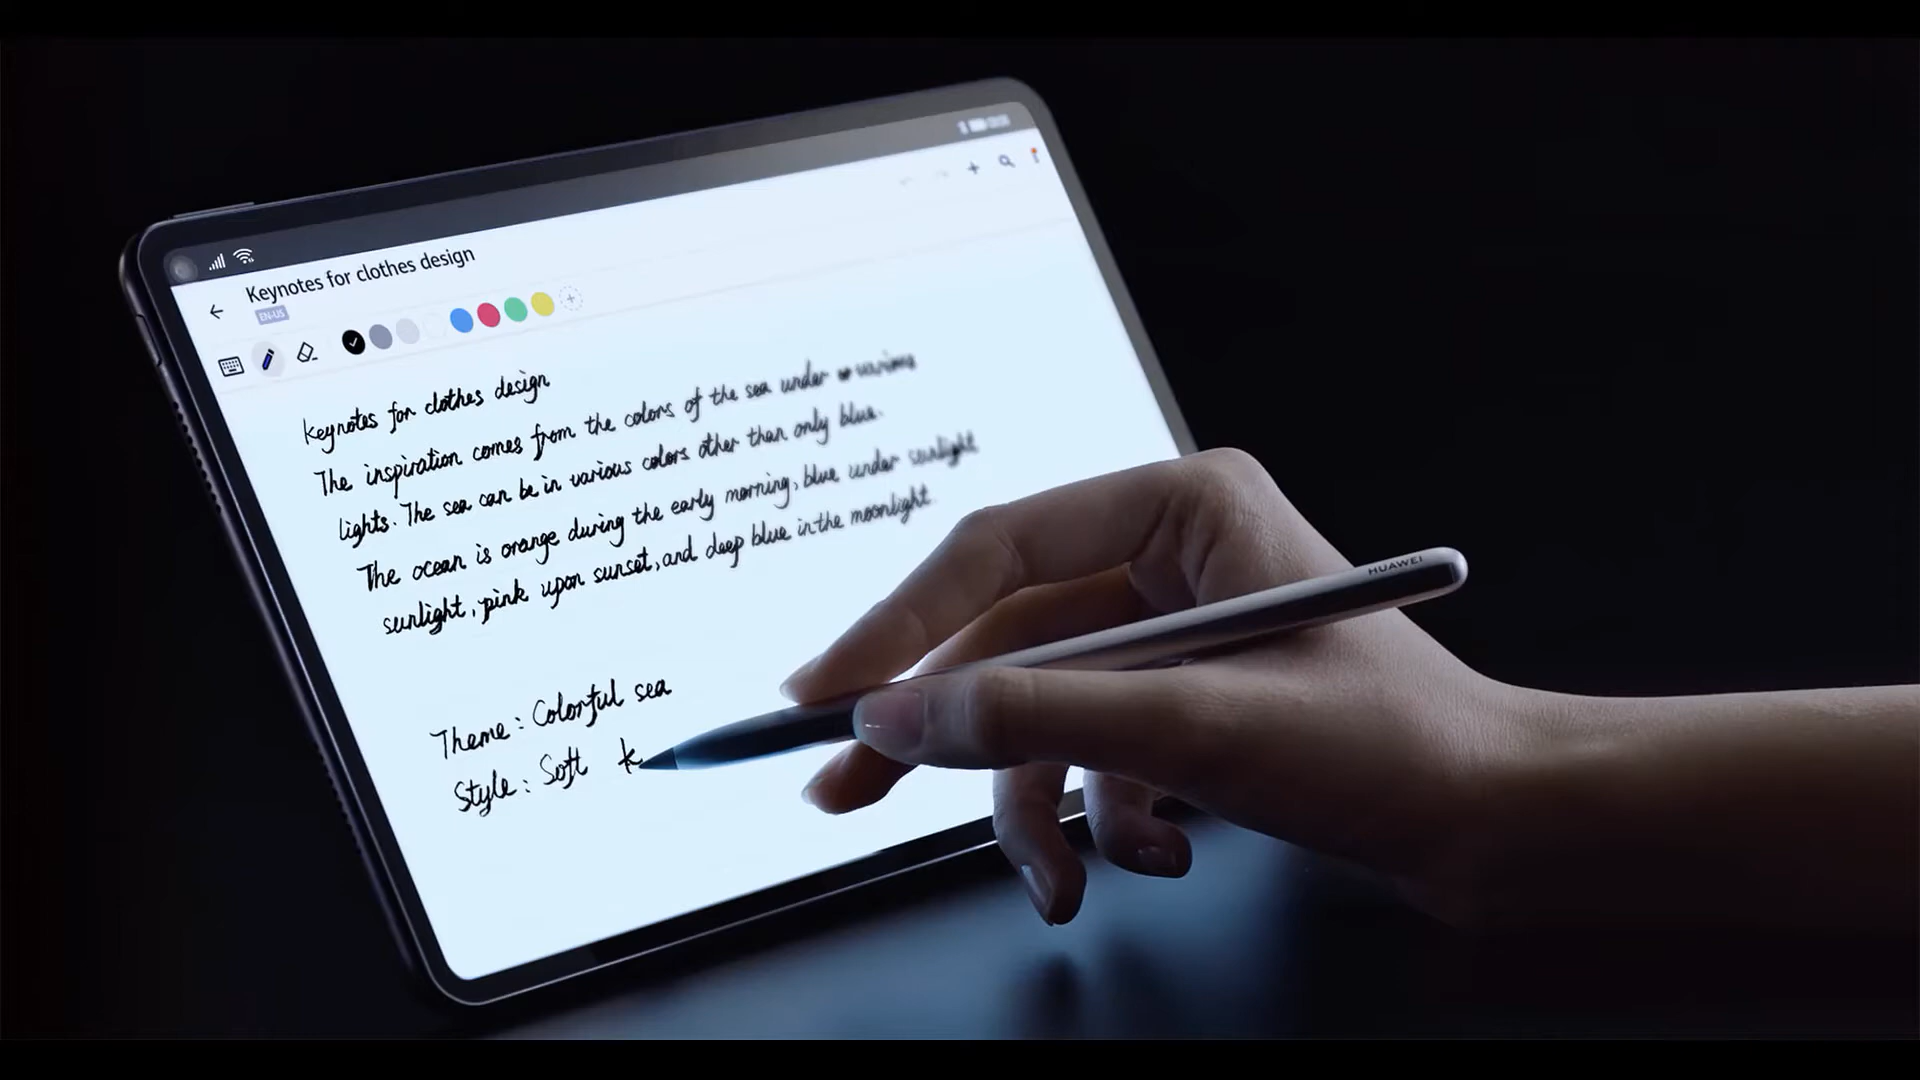 Keynotes for clothes design
EN-US
Keynotes for clothes design
The inspiration comes from the colors of the sea under various
lights. The sea can be in various colors other than only blue.
The ocean is orange during the early morning, blue under sunlight
sunlight, pink upon sunset, and deep blue in the moonlight.
Theme: Colorful sea
Style: Soft k
HUAWEI